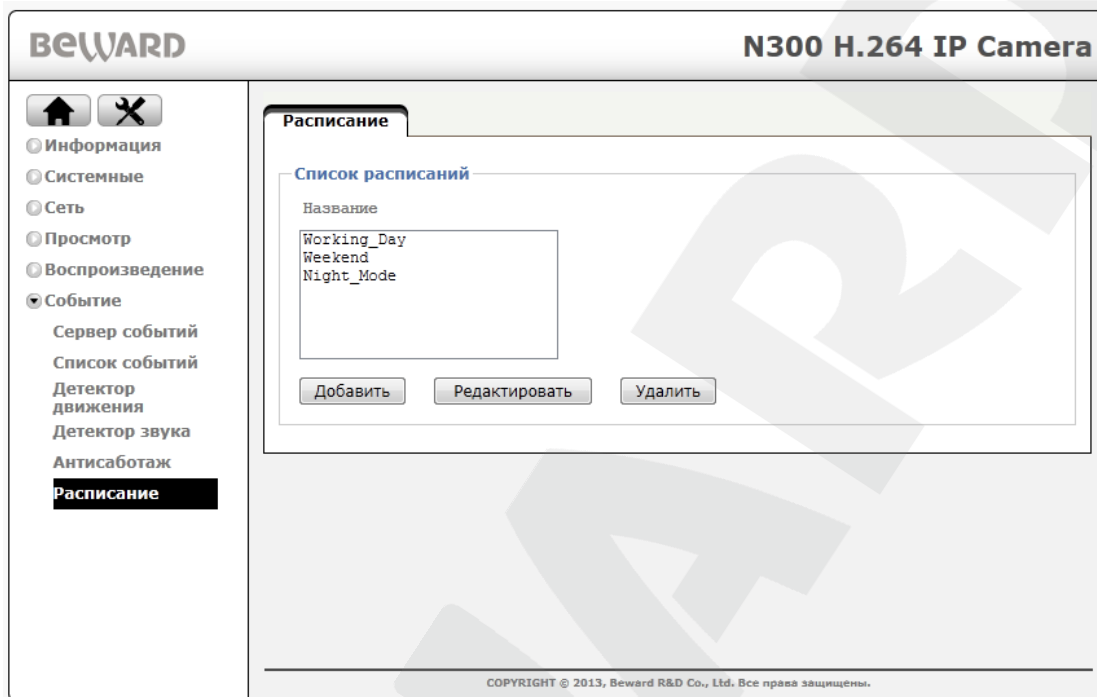 BEWARD
N300 H.264 IP Camera
Информация
Системные
Сеть
Просмотр
Воспроизведение
Событие
Сервер событий
Список событий
Детектор
движения
Детектор звука
Антисаботаж
Расписание
Расписание
Список расписаний
Название
Working_Day
Weekend
Night_Mode
Добавить
Редактировать
Удалить
COPYRIGHT © 2013, Beward R&D Co., Ltd. Все права защищены.